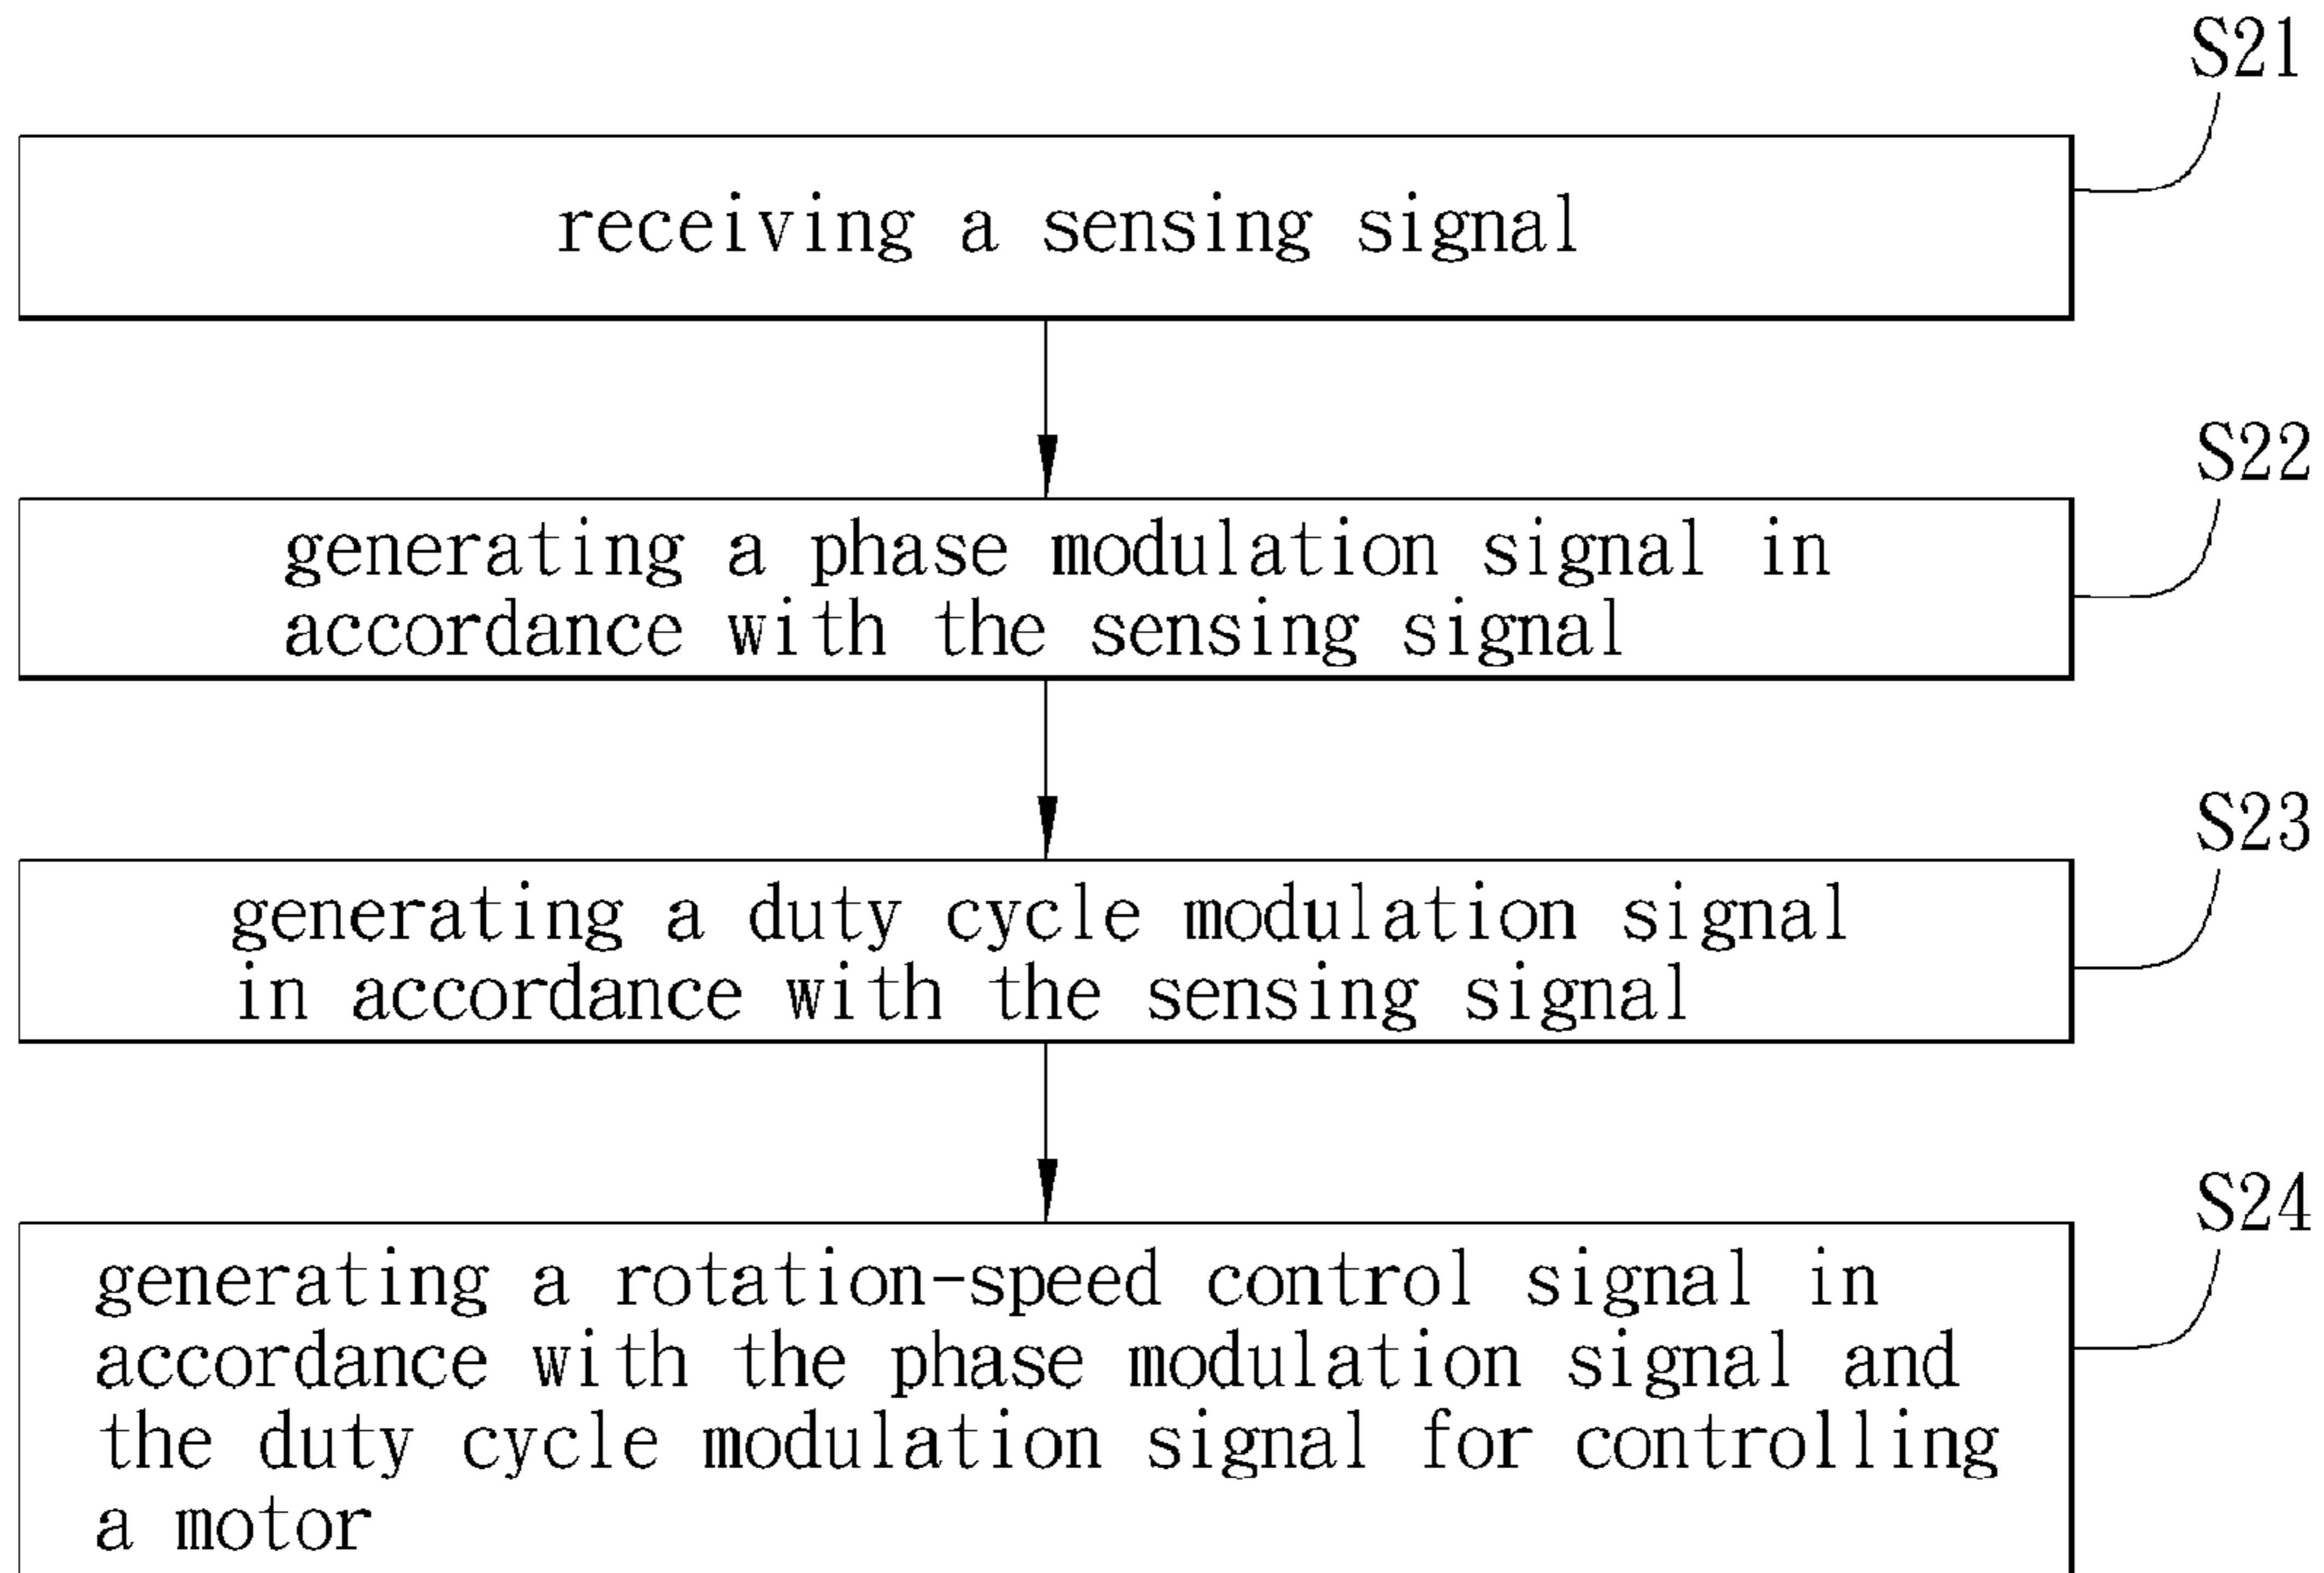 S21
receiving a sensing signal
S22
generating a phase modulation signal in
accordance with the sensing signal
S23
generating a duty cycle modulation signal
in accordance with the sensing signal
S24
generating a rotation-speed control signal in
accordance with the phase modulation signal and
the duty cycle modulation signal for controlling
a motor